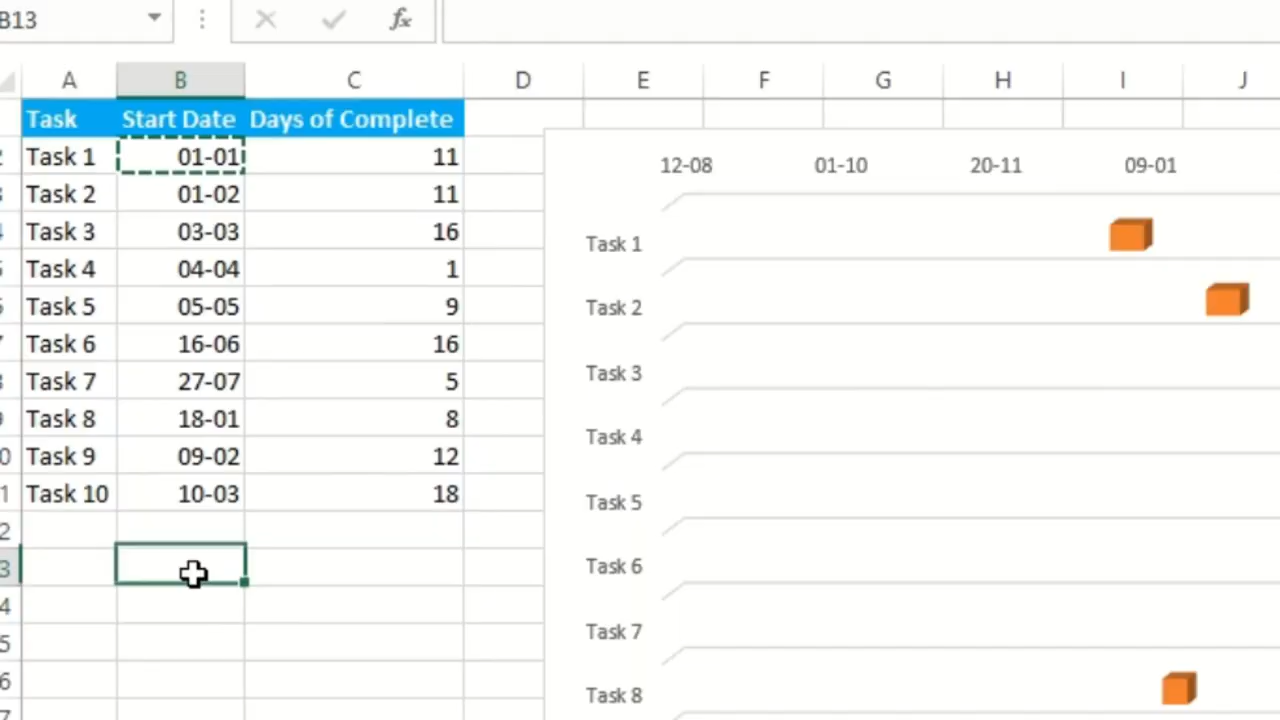 B13
fx
A B C D E F G H I J
Task Start Date Days of Complete
Task 1 01-01 11
Task 2 01-02 11
Task 3 03-03 16
Task 4 04-04 1
Task 5 05-05 9
Task 6 16-06 16
Task 7 27-07 5
Task 8 18-01 8
Task 9 09-02 12
Task 10 10-03 18
12-08 01-10 20-11 09-01
Task 1
Task 2
Task 3
Task 4
Task 5
Task 6
Task 7
Task 8